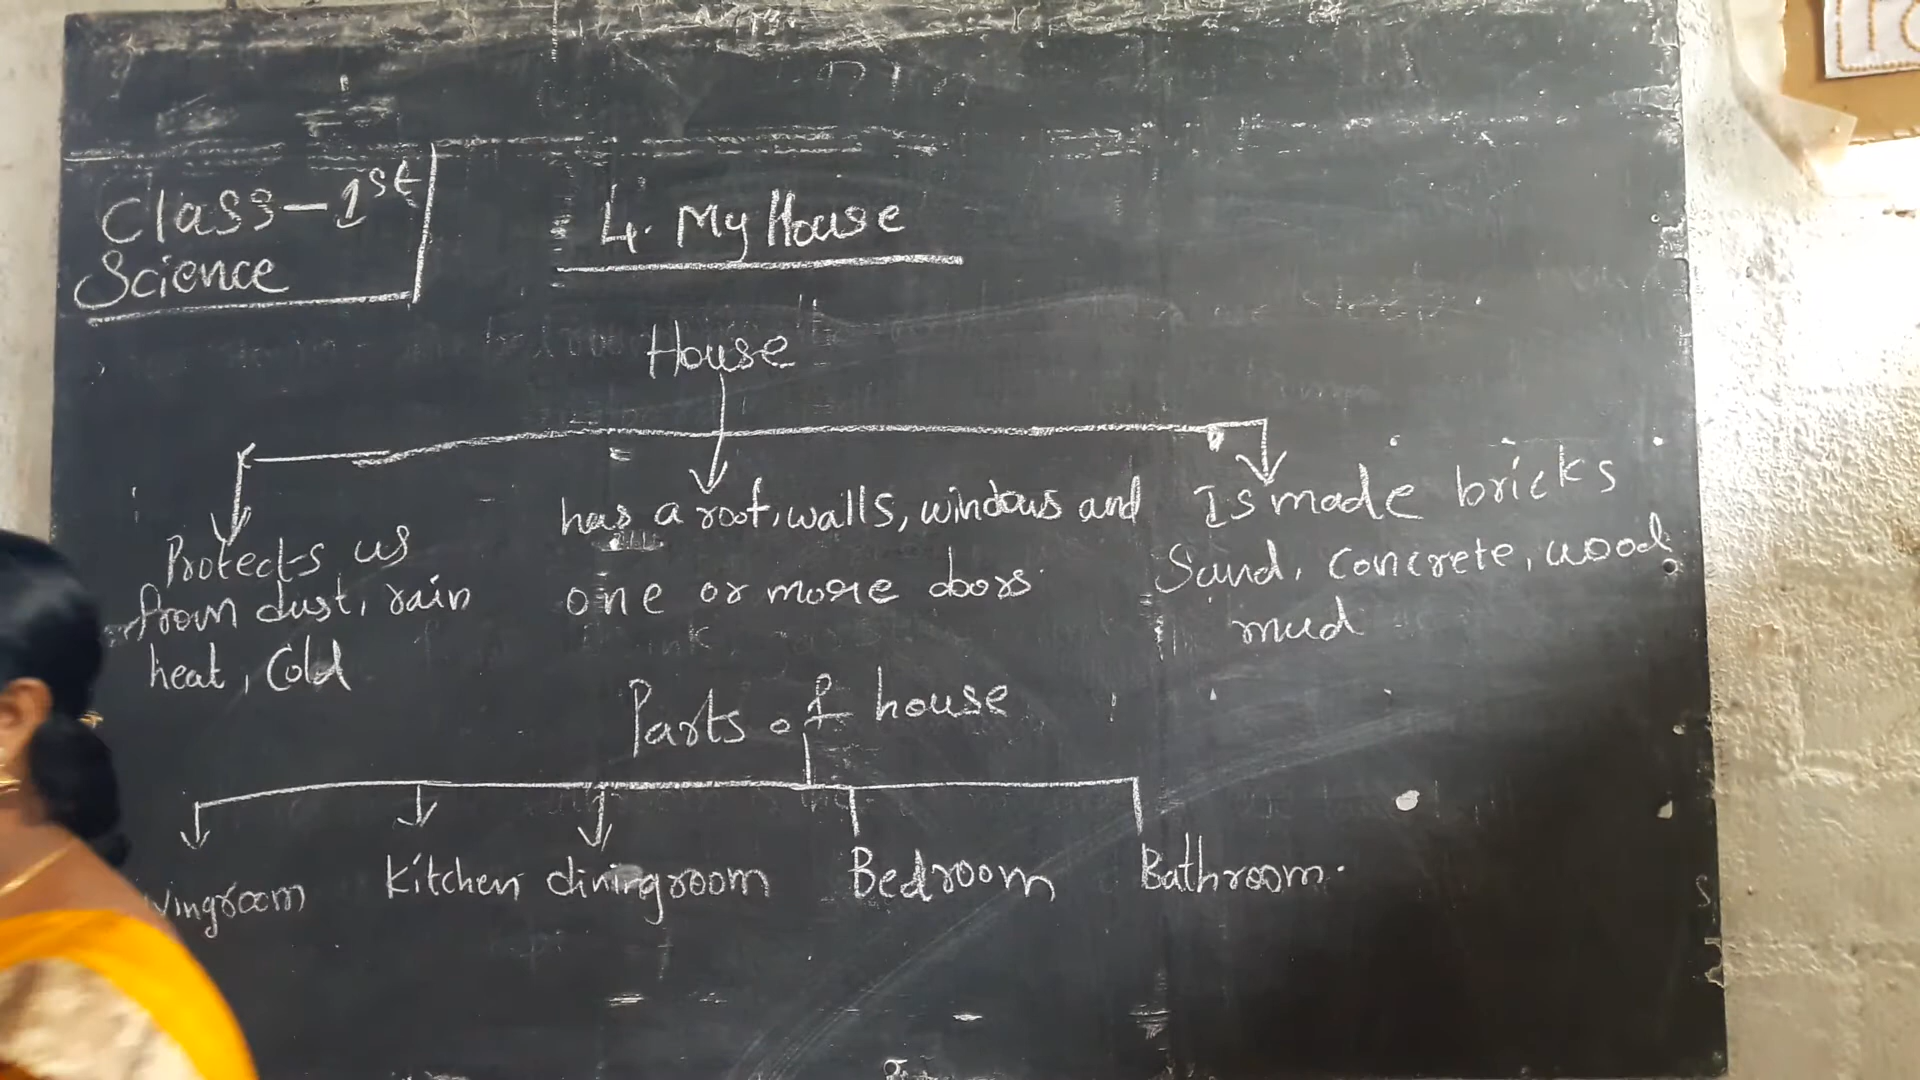 Class-1st
Science
4. My House
House
Protects us
from dust, rain
heat, Cold
has a roof, walls, windows and
one or more doors
Is made bricks
Sand, Concrete, wood
mud
Parts of house
vingroom
Kitchen
diningroom
Bedroom
Bathroom.